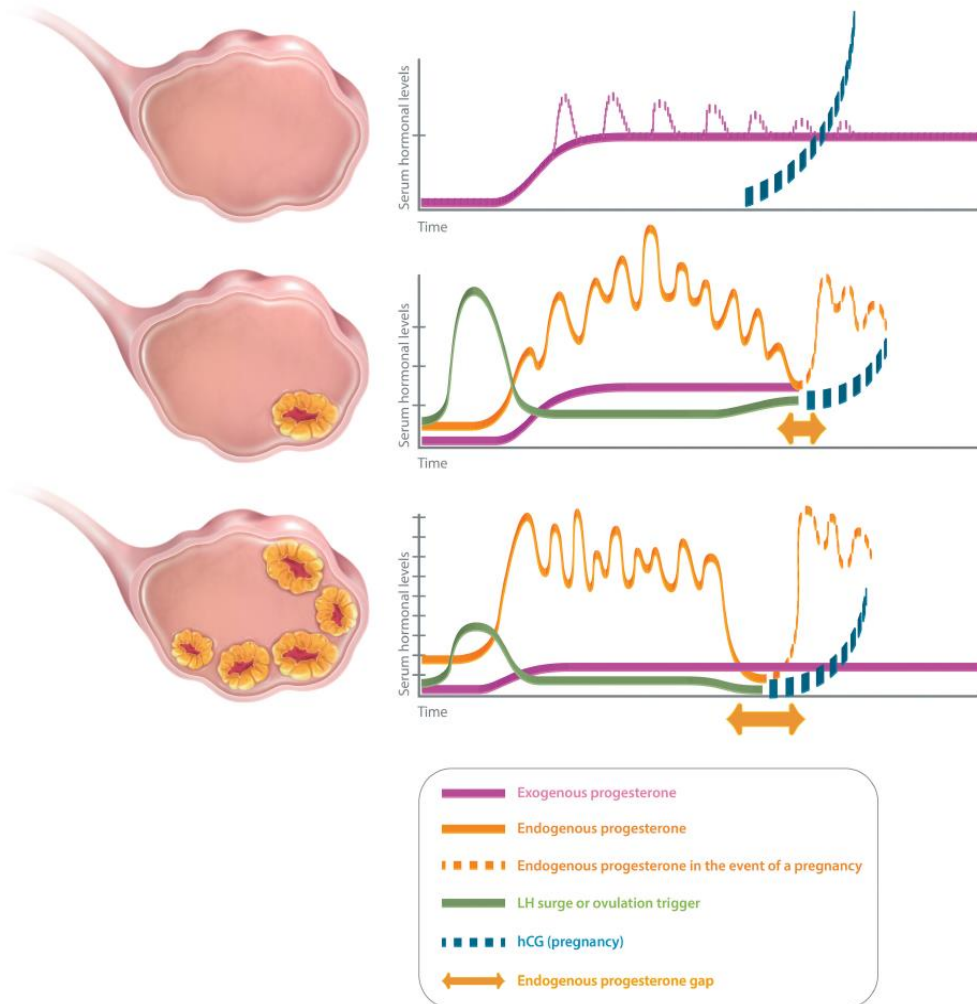 Serum hormonal levels
Time
Serum hormonal levels
Time
Serum hormonal levels
Time
Exogenous progesterone
Endogenous progesterone
Endogenous progesterone in the event of a pregnancy
LH surge or ovulation trigger
hCG (pregnancy)
Endogenous progesterone gap